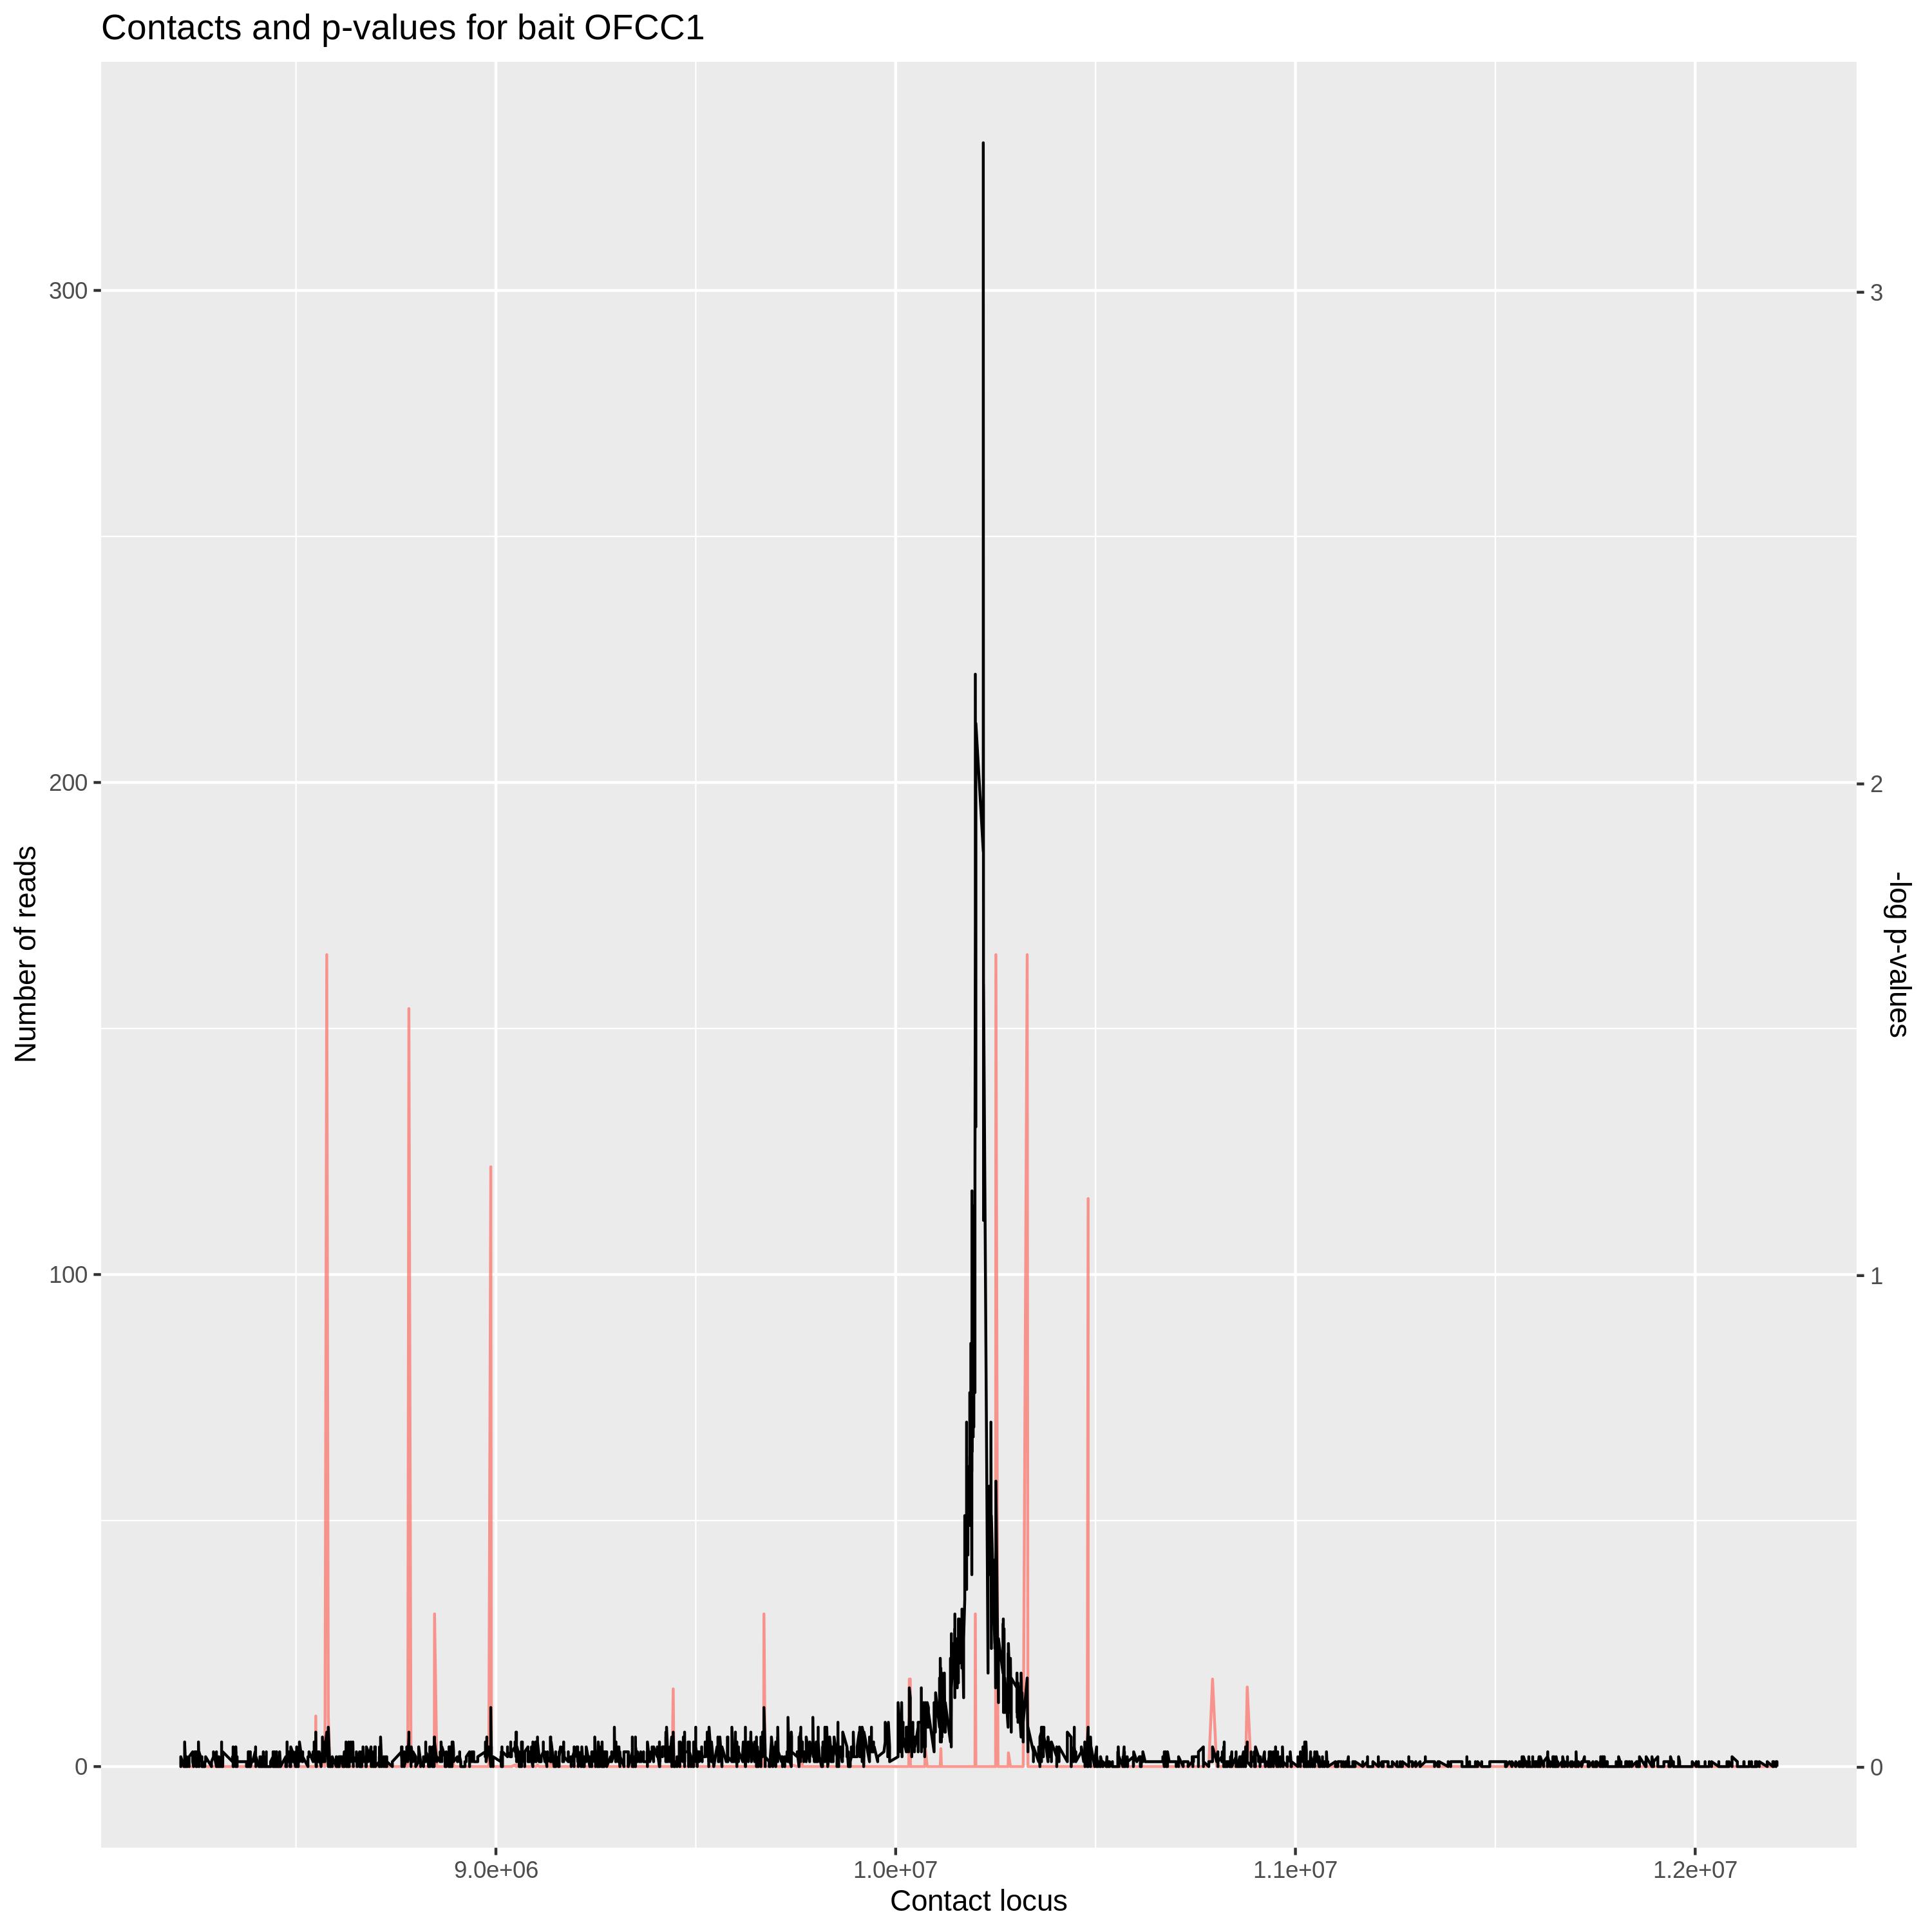 Contacts and p-values for bait OFCC1
300
200
100
0
Number of reads
3
2
1
0
-log p-values
9.0e+06
1.0e+07
1.1e+07
1.2e+07
Contact locus